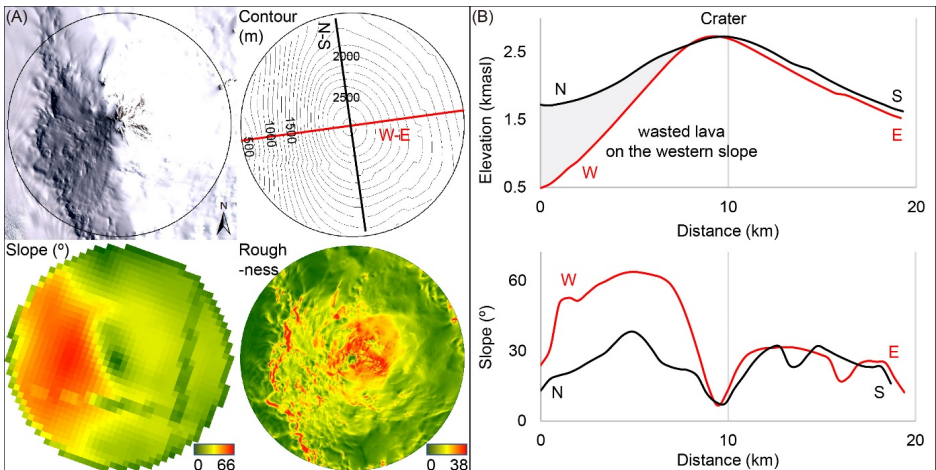 (A)
N
Contour
(m)
N-S
2000
2500
W-E
500
1000
1500
Slope (º)
0 66
Rough
-ness
0 38
(B)
Crater
Elevation (kmasl)
2.5
1.5
0.5
N
W
S
E
wasted lava
on the western slope
0 10 20
Distance (km)
Slope (º)
60
30
0
W
N
E
S
0 10 20
Distance (km)